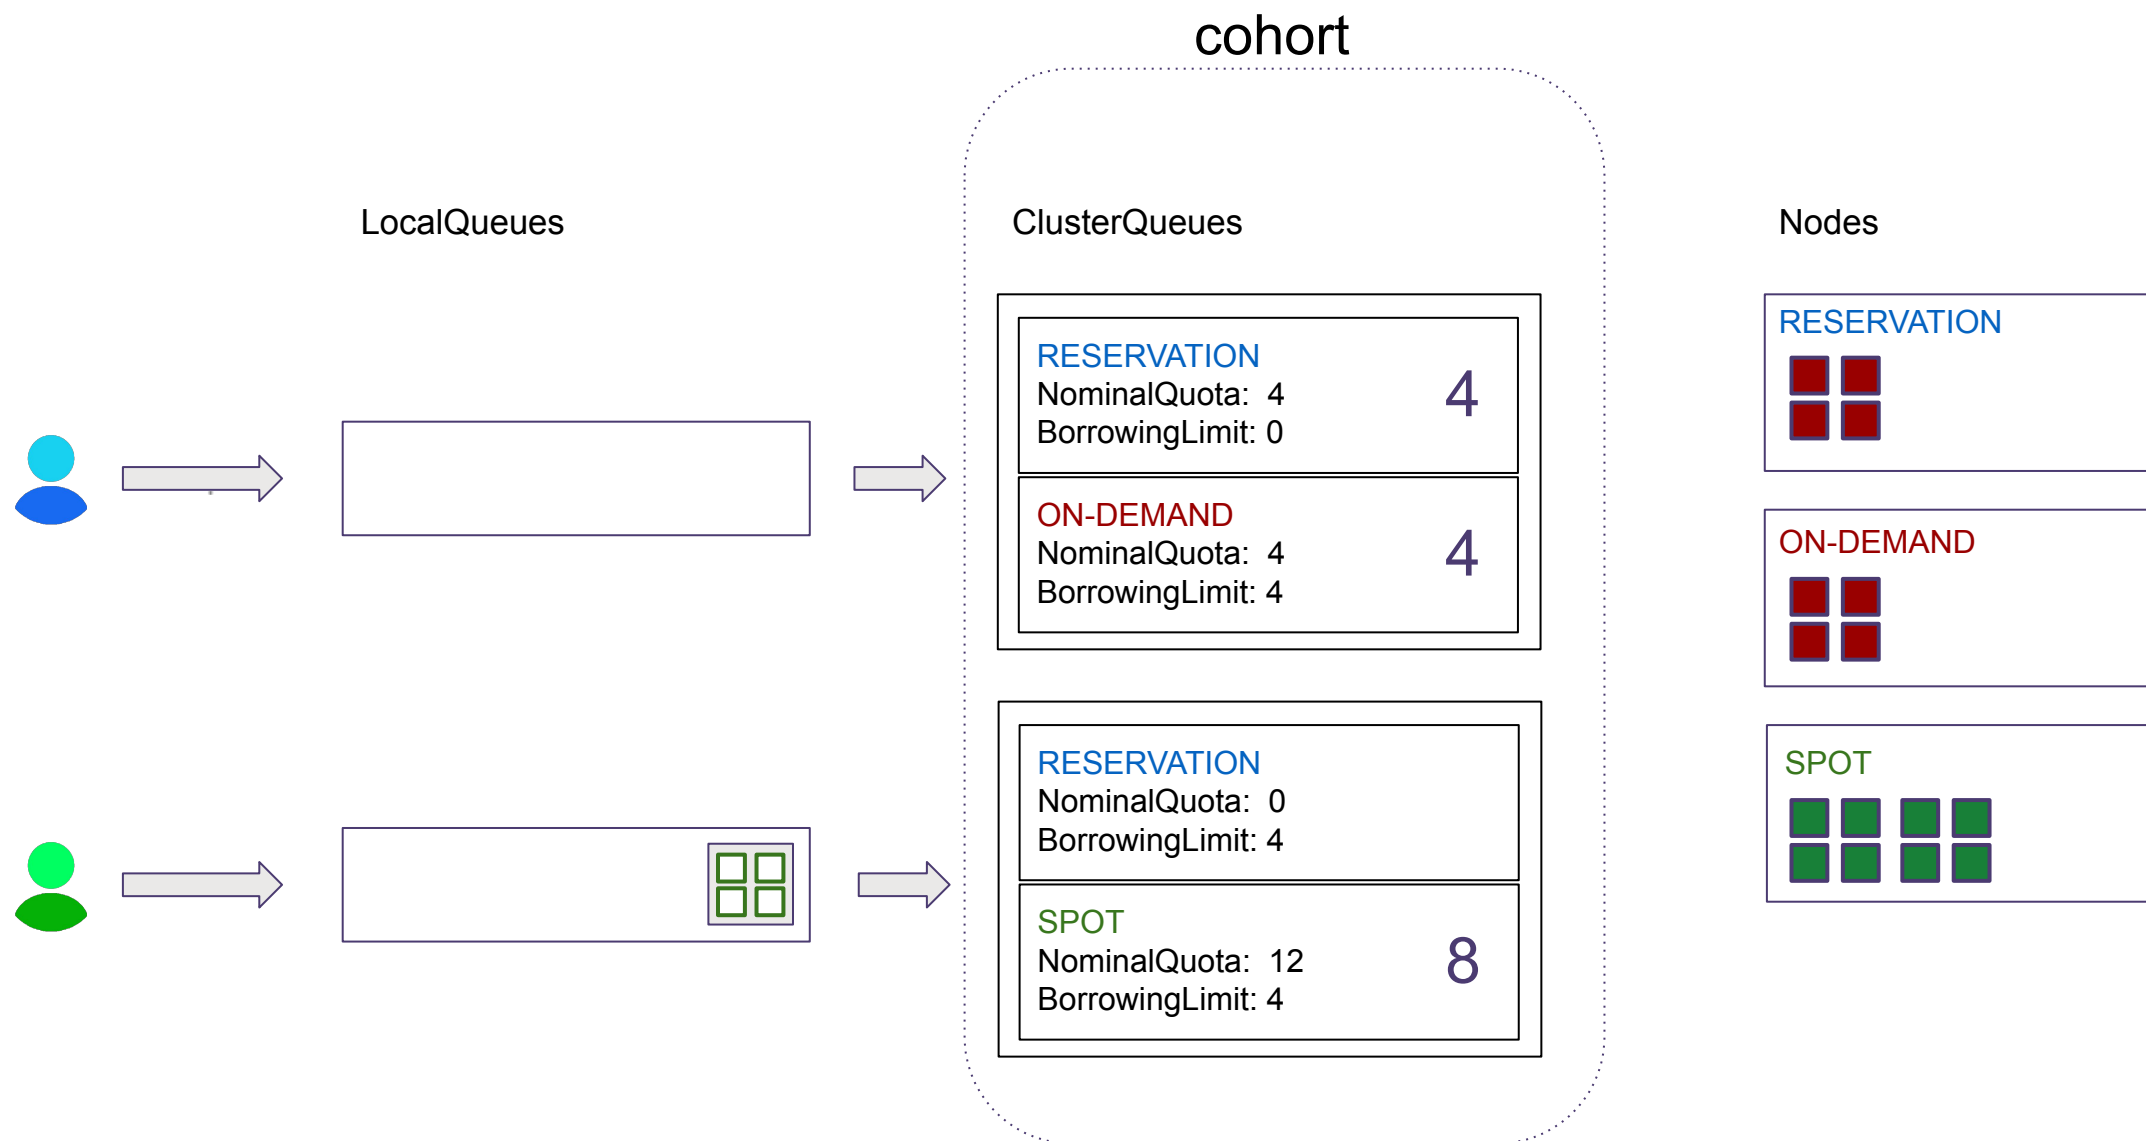 cohort
LocalQueues
ClusterQueues
Nodes
RESERVATION
NominalQuota: 4
BorrowingLimit: 0
4
ON-DEMAND
NominalQuota: 4
BorrowingLimit: 4
4
RESERVATION
NominalQuota: 0
BorrowingLimit: 4
SPOT
NominalQuota: 12
BorrowingLimit: 4
8
RESERVATION
ON-DEMAND
SPOT